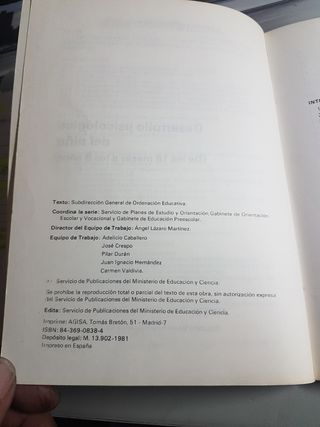 Texto: Subdirección General de Ordenación Educativa.
Coordina la serie: Servicio de Planes de Estudio y Orientación Gabinete de Orientación
Escolar y Vocacional y Gabinete de Educación Preescolar.
Director del Equipo de Trabajo: Ángel Lázaro Martínez.
Equipo de Trabajo: Adelicio Caballero
José Crespo
Pilar Durán
Juan Ignacio Hernández
Carmen Valdivia.
Servicio de Publicaciones del Ministerio de Educación y Ciencia.
Se prohíbe la reproducción total o parcial del texto de esta obra, sin autorización expresa
del Servicio de Publicaciones del Ministerio de Educación y Ciencia.
Edita: Servicio de Publicaciones del Ministerio de Educación y Ciencia.
Imprime: AGISA, Tomás Bretón, 51 - Madrid-7
ISBN: 84-369-0838-4
Depósito legal: M. 13.902-1981
Impreso en España
INT